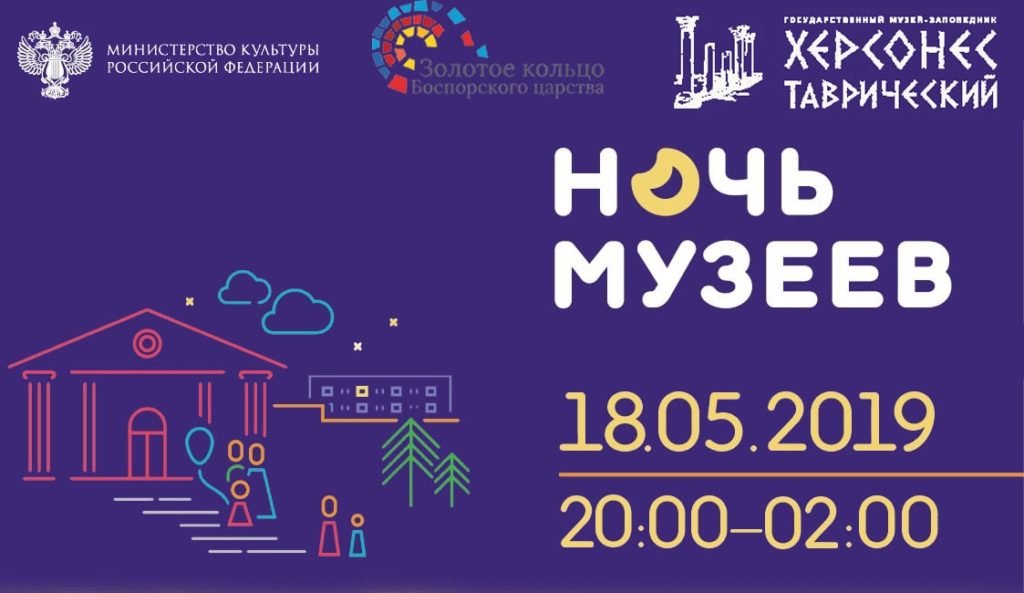 МИНИСТЕРСТВО КУЛЬТУРЫ
РОССИЙСКОЙ ФЕДЕРАЦИИ
Золотое кольцо
Боспорского царства
ГОСУДАРСТВЕННЫЙ МУЗЕЙ-ЗАПОВЕДНИК
ХЕРСОНЕС
ТАВРИЧЕСКИЙ
НОЧЬ
МУЗЕЕВ
18.05.2019
20:00–02:00